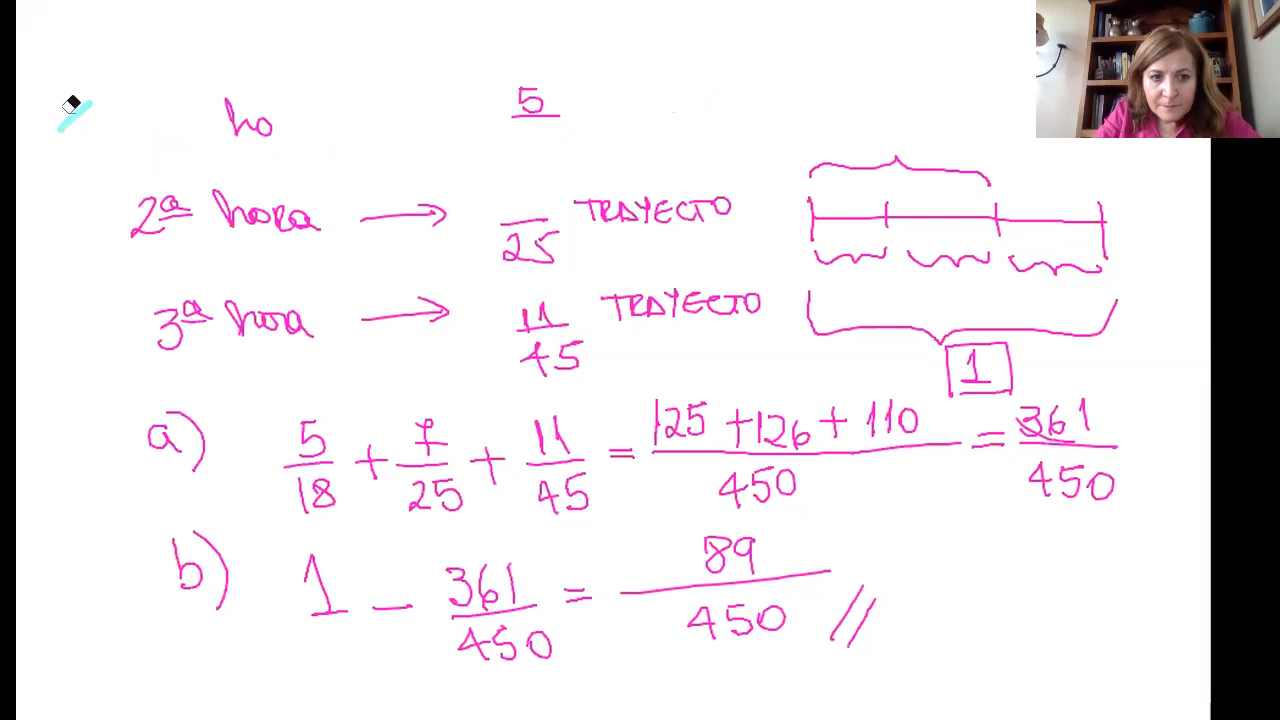 ho 5
2ª hora → /25 TRAYECTO
3ª hora → 11/45 TRAYECTO
1
a) 5/18 + 7/25 + 11/45 = 125 + 126 + 110/450 = 361/450
b) 1 - 361/450 = 89/450 //